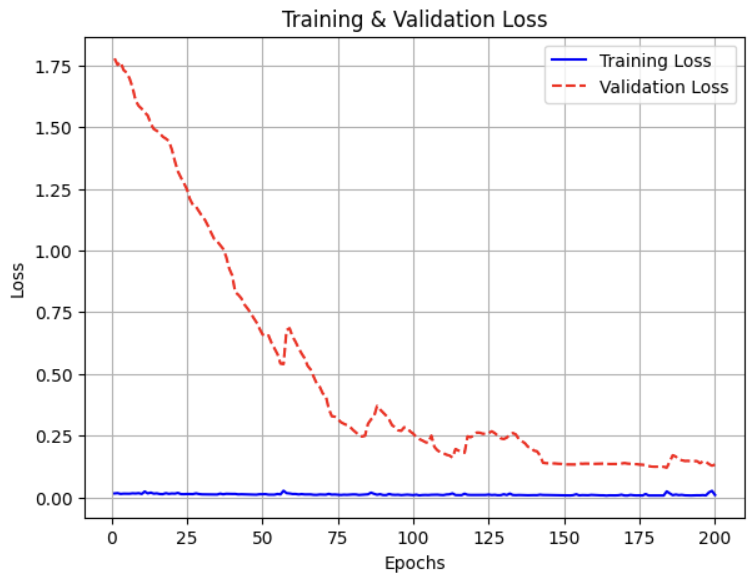 Training & Validation Loss
Training Loss
Validation Loss
Loss
1.75
1.50
1.25
1.00
0.75
0.50
0.25
0.00
0 25 50 75 100 125 150 175 200
Epochs